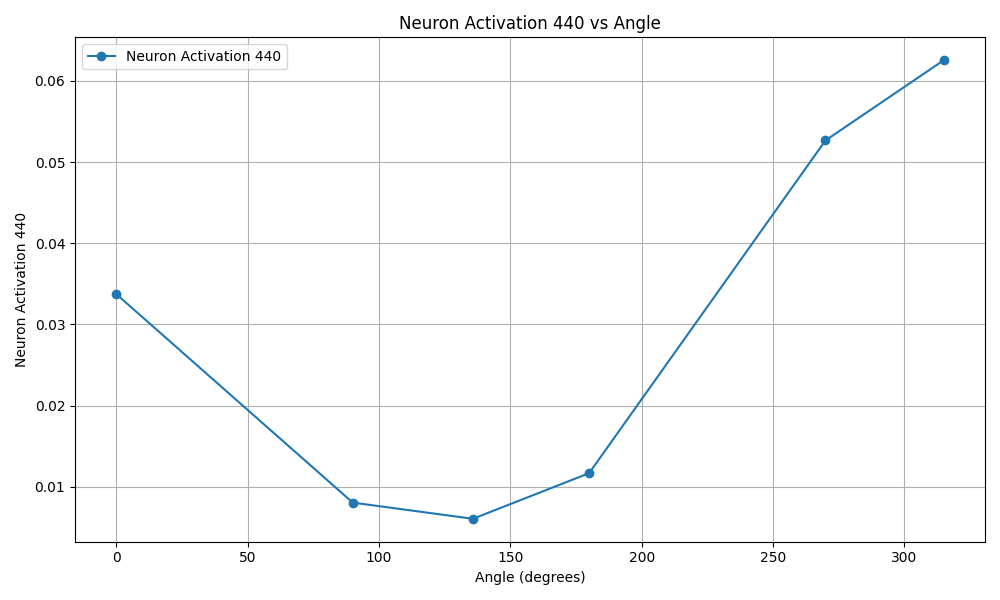 Neuron Activation 440 vs Angle
Neuron Activation 440
0.06
0.05
0.04
0.03
0.02
0.01
Neuron Activation 440
0 50 100 150 200 250 300
Angle (degrees)